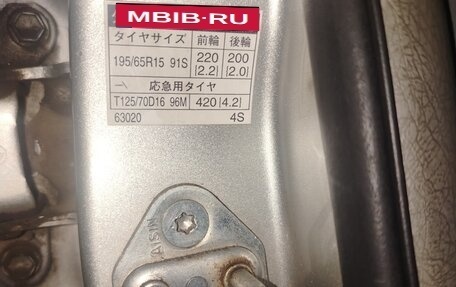 MBIB-RU
タイヤサイズ 前輪 後輪
195/65R15 91S 220 [2.2] 200 [2.0]
応急用タイヤ
T125/70D16 96M 420 [4.2]
63020 4S
AISIN